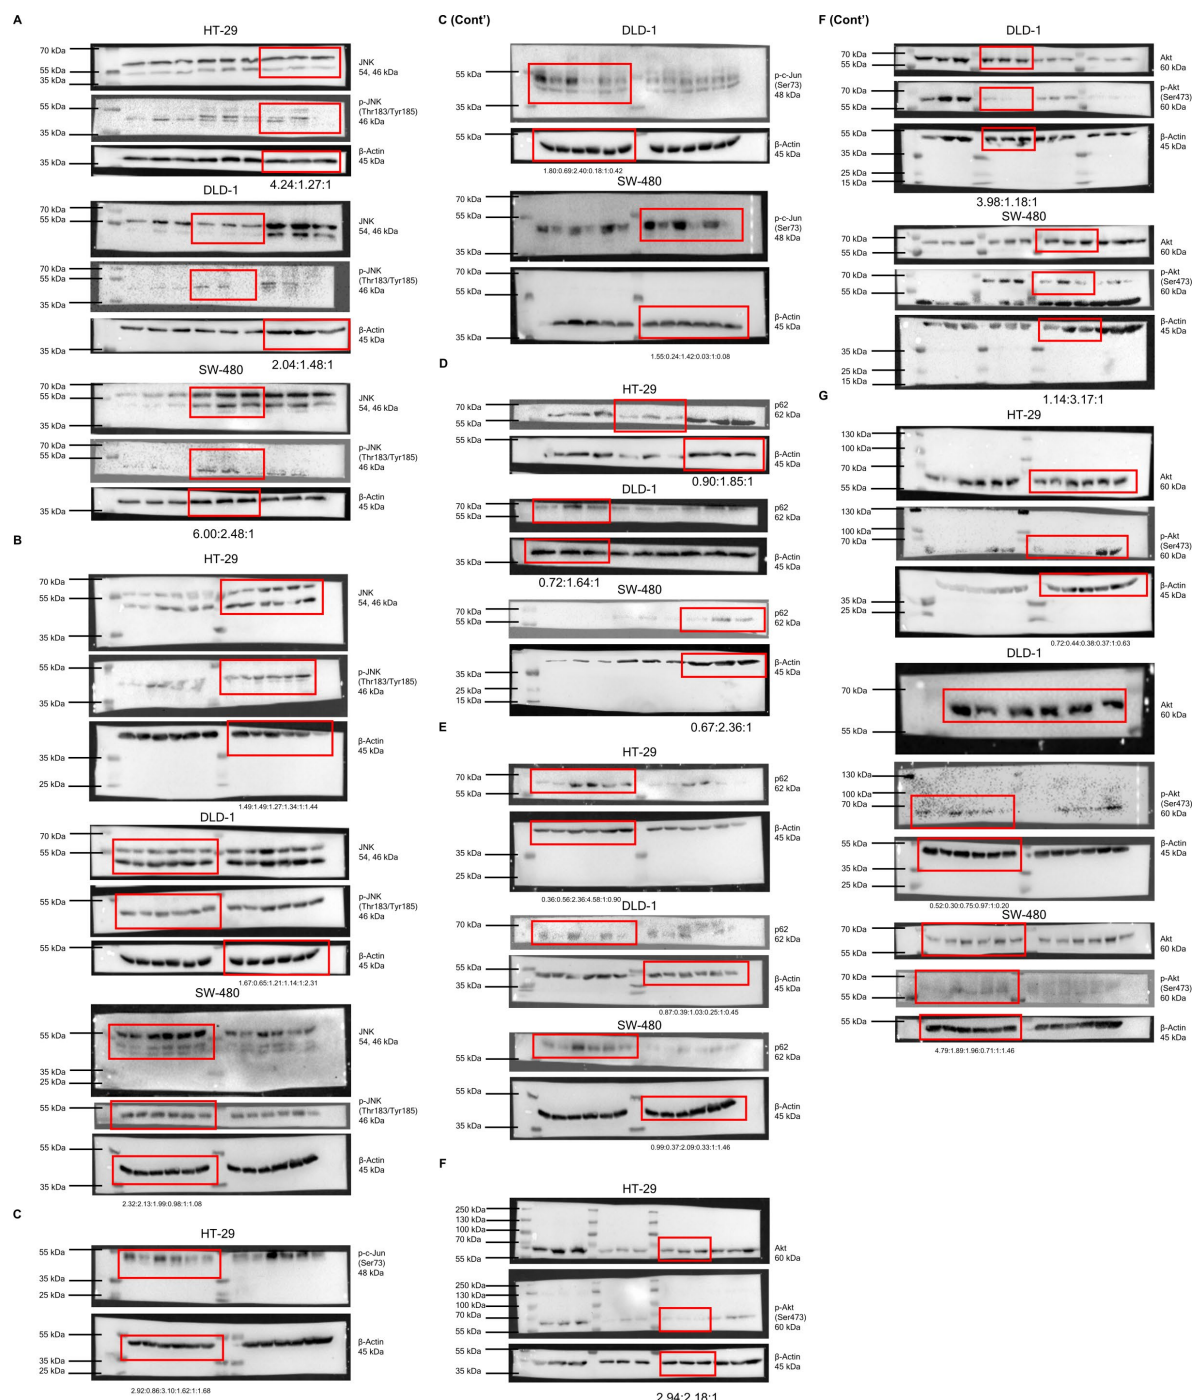 A
HT-29
70 kDa
55 kDa
35 kDa
JNK
54, 46 kDa
55 kDa
35 kDa
p-JNK
(Thr183/Tyr185)
46 kDa
35 kDa
β-Actin
45 kDa
4.24:1.27:1
DLD-1
70 kDa
55 kDa
35 kDa
JNK
54, 46 kDa
70 kDa
55 kDa
35 kDa
p-JNK
(Thr183/Tyr185)
46 kDa
35 kDa
β-Actin
45 kDa
2.04:1.48:1
SW-480
70 kDa
55 kDa
35 kDa
JNK
54, 46 kDa
70 kDa
55 kDa
35 kDa
p-JNK
(Thr183/Tyr185)
46 kDa
35 kDa
β-Actin
45 kDa
6.00:2.48:1
B
HT-29
70 kDa
55 kDa
35 kDa
JNK
54, 46 kDa
55 kDa
35 kDa
p-JNK
(Thr183/Tyr185)
46 kDa
35 kDa
25 kDa
β-Actin
45 kDa
1.49:1.49:1.27:1.34:1:1.44
DLD-1
70 kDa
55 kDa
35 kDa
JNK
54, 46 kDa
55 kDa
35 kDa
p-JNK
(Thr183/Tyr185)
46 kDa
55 kDa
35 kDa
β-Actin
45 kDa
1.67:0.65:1.21:1.14:1:2.31
SW-480
55 kDa
35 kDa
25 kDa
JNK
54, 46 kDa
55 kDa
p-JNK
(Thr183/Tyr185)
46 kDa
55 kDa
35 kDa
β-Actin
45 kDa
2.32:2.13:1.99:0.98:1:1.08
C
HT-29
55 kDa
35 kDa
25 kDa
p-c-Jun
(Ser73)
48 kDa
55 kDa
35 kDa
25 kDa
β-Actin
45 kDa
2.92:0.86:3.10:1.62:1:1.68
C (Cont')
DLD-1
55 kDa
35 kDa
p-c-Jun
(Ser73)
48 kDa
55 kDa
35 kDa
β-Actin
45 kDa
1.80:0.69:2.40:0.18:1:0.42
SW-480
70 kDa
55 kDa
35 kDa
p-c-Jun
(Ser73)
48 kDa
70 kDa
55 kDa
35 kDa
β-Actin
45 kDa
1.55:0.24:1.42:0.03:1:0.08
D
HT-29
70 kDa
55 kDa
p62
62 kDa
55 kDa
35 kDa
β-Actin
45 kDa
0.90:1.85:1
DLD-1
70 kDa
55 kDa
p62
62 kDa
35 kDa
β-Actin
45 kDa
0.72:1.64:1
SW-480
70 kDa
55 kDa
p62
62 kDa
35 kDa
25 kDa
15 kDa
β-Actin
45 kDa
0.67:2.36:1
E
HT-29
70 kDa
55 kDa
p62
62 kDa
55 kDa
35 kDa
25 kDa
β-Actin
45 kDa
0.36:0.56:2.36:4.58:1:0.90
DLD-1
70 kDa
55 kDa
p62
62 kDa
55 kDa
35 kDa
β-Actin
45 kDa
0.87:0.39:1.03:0.25:1:0.45
SW-480
55 kDa
p62
62 kDa
55 kDa
35 kDa
β-Actin
45 kDa
0.99:0.37:2.09:0.33:1:1.46
F
HT-29
250 kDa
130 kDa
100 kDa
70 kDa
55 kDa
Akt
60 kDa
250 kDa
130 kDa
100 kDa
70 kDa
55 kDa
p-Akt
(Ser473)
60 kDa
55 kDa
35 kDa
β-Actin
45 kDa
2.94:2.18:1
F (Cont')
DLD-1
70 kDa
55 kDa
Akt
60 kDa
70 kDa
55 kDa
p-Akt
(Ser473)
60 kDa
55 kDa
35 kDa
25 kDa
15 kDa
β-Actin
45 kDa
3.98:1.18:1
SW-480
70 kDa
55 kDa
Akt
60 kDa
70 kDa
55 kDa
p-Akt
(Ser473)
60 kDa
55 kDa
35 kDa
25 kDa
15 kDa
β-Actin
45 kDa
1.14:3.17:1
G
HT-29
130 kDa
100 kDa
70 kDa
55 kDa
Akt
60 kDa
130 kDa
100 kDa
70 kDa
p-Akt
(Ser473)
60 kDa
35 kDa
25 kDa
β-Actin
45 kDa
0.72:0.44:0.38:0.37:1:0.63
DLD-1
70 kDa
55 kDa
Akt
60 kDa
130 kDa
100 kDa
70 kDa
p-Akt
(Ser473)
60 kDa
55 kDa
35 kDa
25 kDa
β-Actin
45 kDa
0.52:0.30:0.75:0.97:1:0.20
SW-480
70 kDa
55 kDa
Akt
60 kDa
70 kDa
55 kDa
p-Akt
(Ser473)
60 kDa
55 kDa
β-Actin
45 kDa
4.79:1.89:1.96:0.71:1:1.46